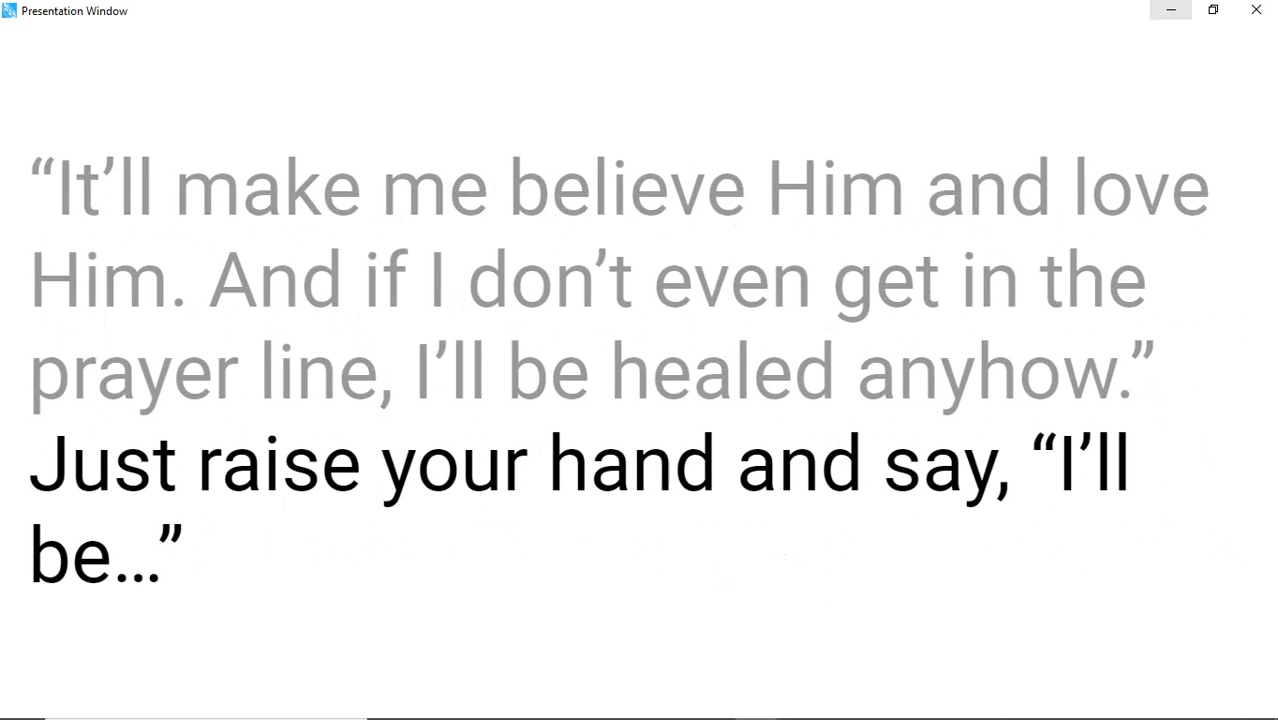 Presentation Window
“It’ll make me believe Him and love
Him. And if I don’t even get in the
prayer line, I’ll be healed anyhow.”
Just raise your hand and say, “I’ll
be…”